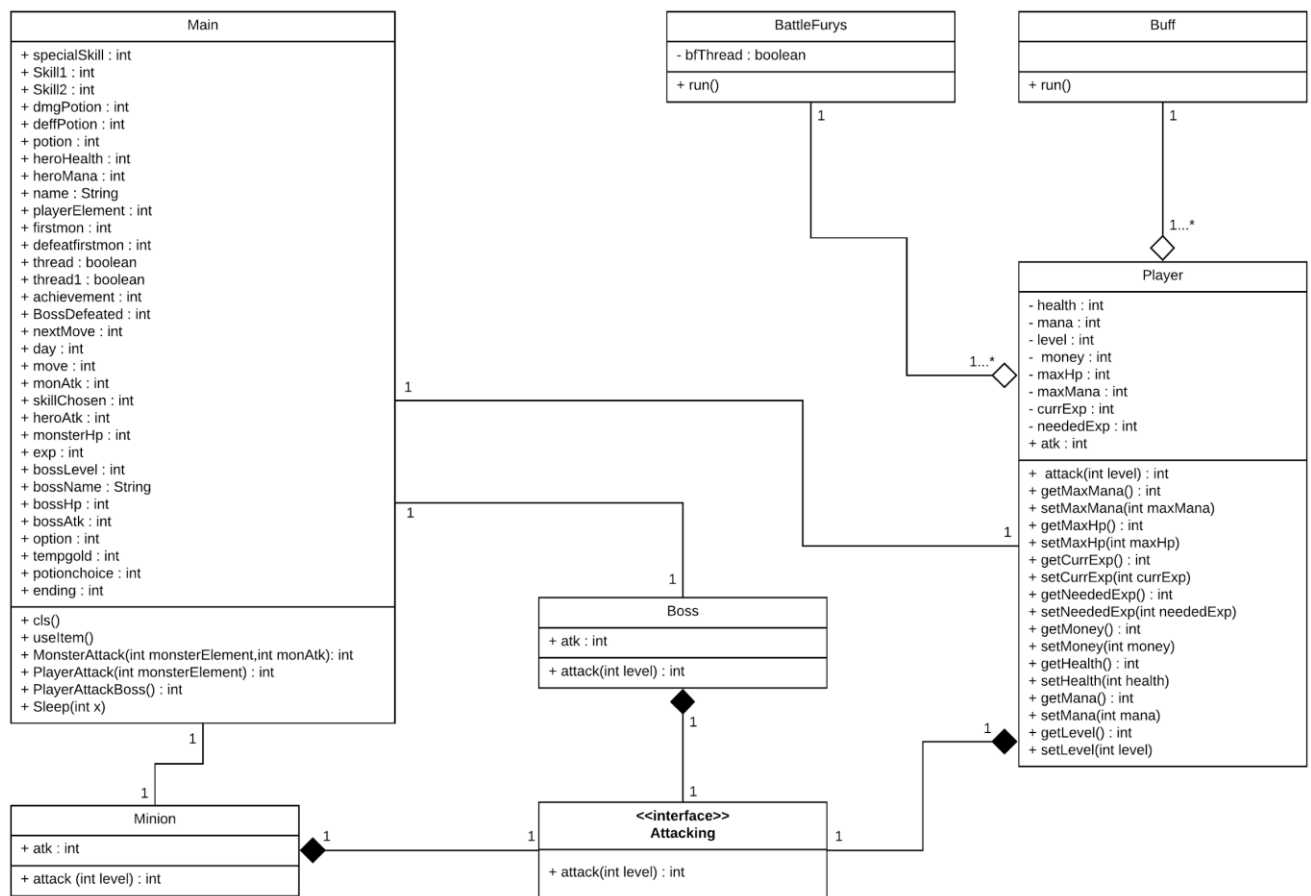 Main
+ specialSkill : int
+ Skill1 : int
+ Skill2 : int
+ dmgPotion : int
+ deffPotion : int
+ potion : int
+ heroHealth : int
+ heroMana : int
+ name : String
+ playerElement : int
+ firstmon : int
+ defeatfirstmon : int
+ thread : boolean
+ thread1 : boolean
+ achievement : int
+ BossDefeated : int
+ nextMove : int
+ day : int
+ move : int
+ monAtk : int
+ skillChosen : int
+ heroAtk : int
+ monsterHp : int
+ exp : int
+ bossLevel : int
+ bossName : String
+ bossHp : int
+ bossAtk : int
+ option : int
+ tempgold : int
+ potionchoice : int
+ ending : int
+ cls()
+ useItem()
+ MonsterAttack(int monsterElement,int monAtk): int
+ PlayerAttack(int monsterElement) : int
+ PlayerAttackBoss() : int
+ Sleep(int x)
BattleFurys
- bfThread : boolean
+ run()
1
1...*
Buff
+ run()
1
1...*
Player
- health : int
- mana : int
- level : int
- money : int
- maxHp : int
- maxMana : int
- currExp : int
- neededExp : int
+ atk : int
+ attack(int level) : int
+ getMaxMana() : int
+ setMaxMana(int maxMana)
+ getMaxHp() : int
+ setMaxHp(int maxHp)
+ getCurrExp() : int
+ setCurrExp(int currExp)
+ getNeededExp() : int
+ setNeededExp(int neededExp)
+ getMoney() : int
+ setMoney(int money)
+ getHealth() : int
+ setHealth(int health)
+ getMana() : int
+ setMana(int mana)
+ getLevel() : int
+ setLevel(int level)
1
1
1
1
Boss
+ atk : int
+ attack(int level) : int
1
1
1
1
Minion
+ atk : int
+ attack (int level) : int
1
1
<<interface>>
Attacking
+ attack(int level) : int
1
1